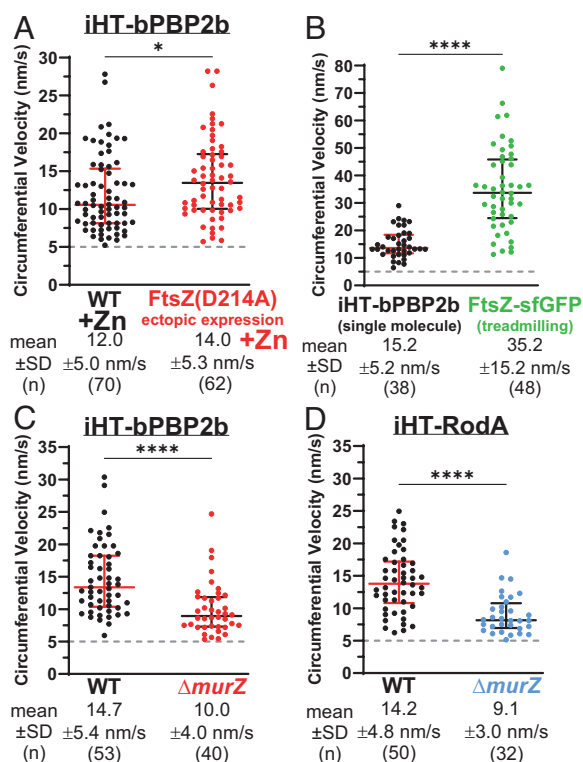 A
iHT-bPBP2b
*
Circumferential Velocity (nm/s)
30
25
20
15
10
5
0
WT
+Zn
FtsZ(D214A)
ectopic expression
+Zn
mean 12.0 14.0
±SD ±5.0 nm/s ±5.3 nm/s
(n) (70) (62)
B
****
Circumferential Velocity (nm/s)
80
70
60
50
40
30
20
10
0
iHT-bPBP2b FtsZ-sfGFP
(single molecule) (treadmilling)
mean 15.2 35.2
±SD ±5.2 nm/s ±15.2 nm/s
(n) (38) (48)
C
iHT-bPBP2b
****
Circumferential Velocity (nm/s)
35
30
25
20
15
10
5
0
WT ΔmurZ
mean 14.7 10.0
±SD ±5.4 nm/s ±4.0 nm/s
(n) (53) (40)
D
iHT-RodA
****
Circumferential Velocity (nm/s)
35
30
25
20
15
10
5
0
WT ΔmurZ
mean 14.2 9.1
±SD ±4.8 nm/s ±3.0 nm/s
(n) (50) (32)